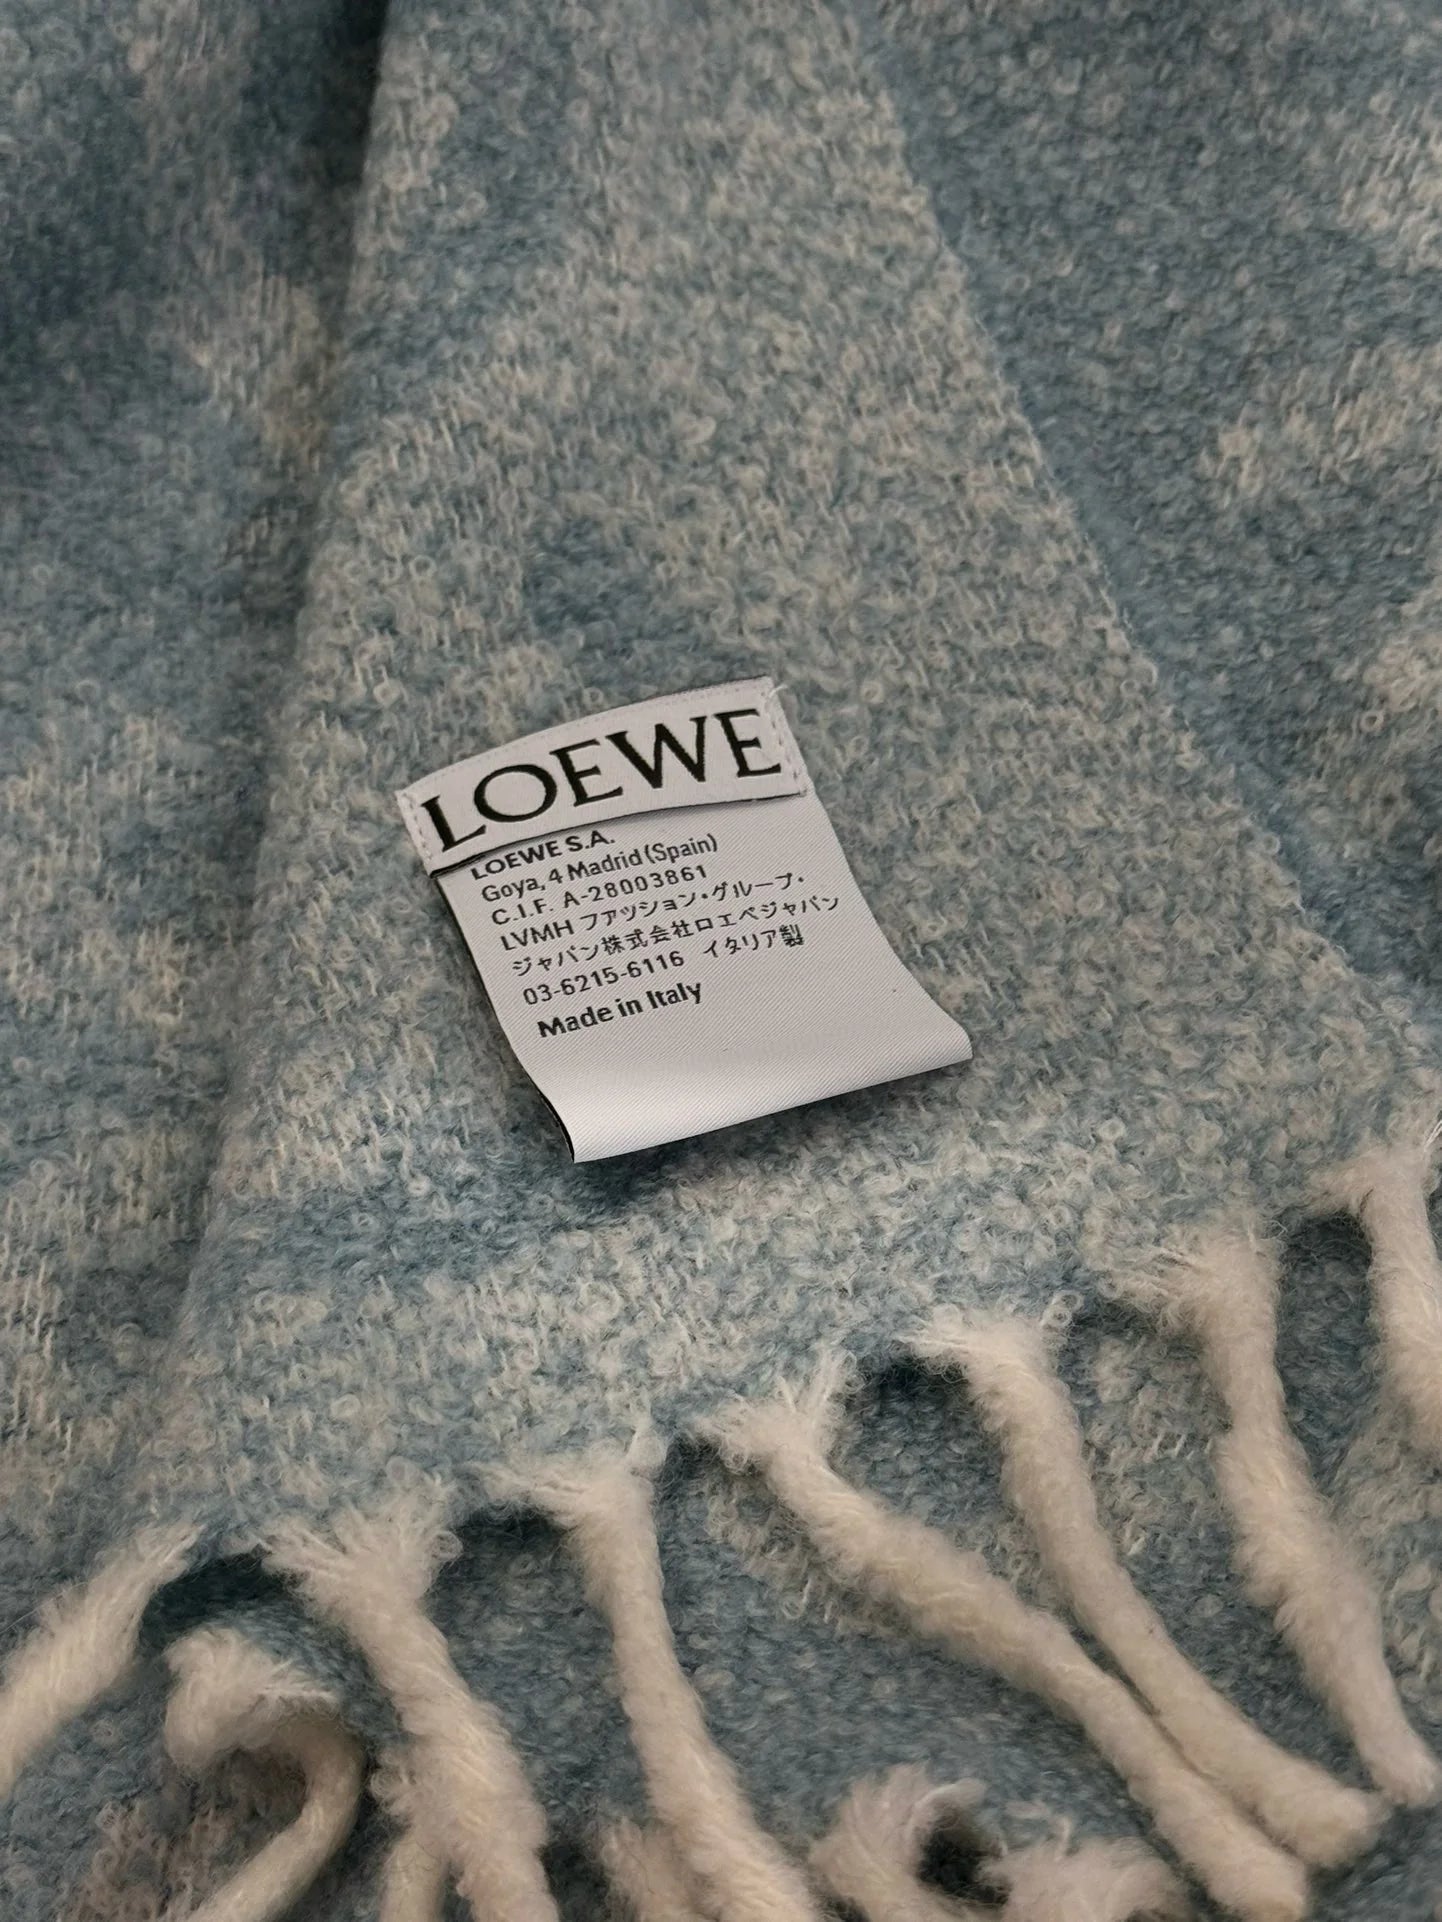 LOEWE
LOEWE S.A.
Goya, 4 Madrid (Spain)
C.I.F. A-28003861
LVMH ファッション・グループ・
ジャパン株式会社ロエベジャパン
03-6215-6116 イタリア製
Made in Italy